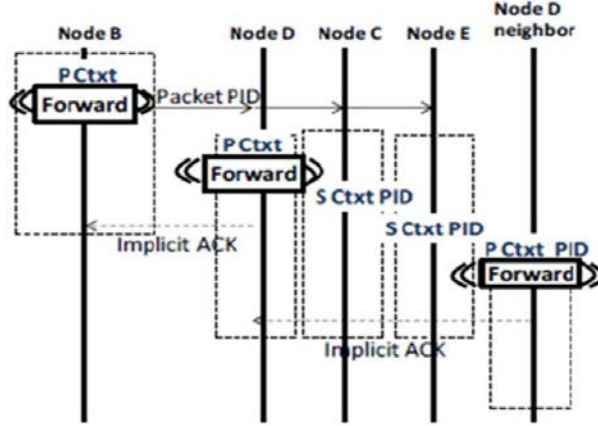 Node B
Node D
Node C
Node E
Node D
neighbor
P Ctxt
Forward
Packet PID
P Ctxt
Forward
S Ctxt PID
S Ctxt PID
Implicit ACK
P Ctxt PID
Forward
Implicit ACK